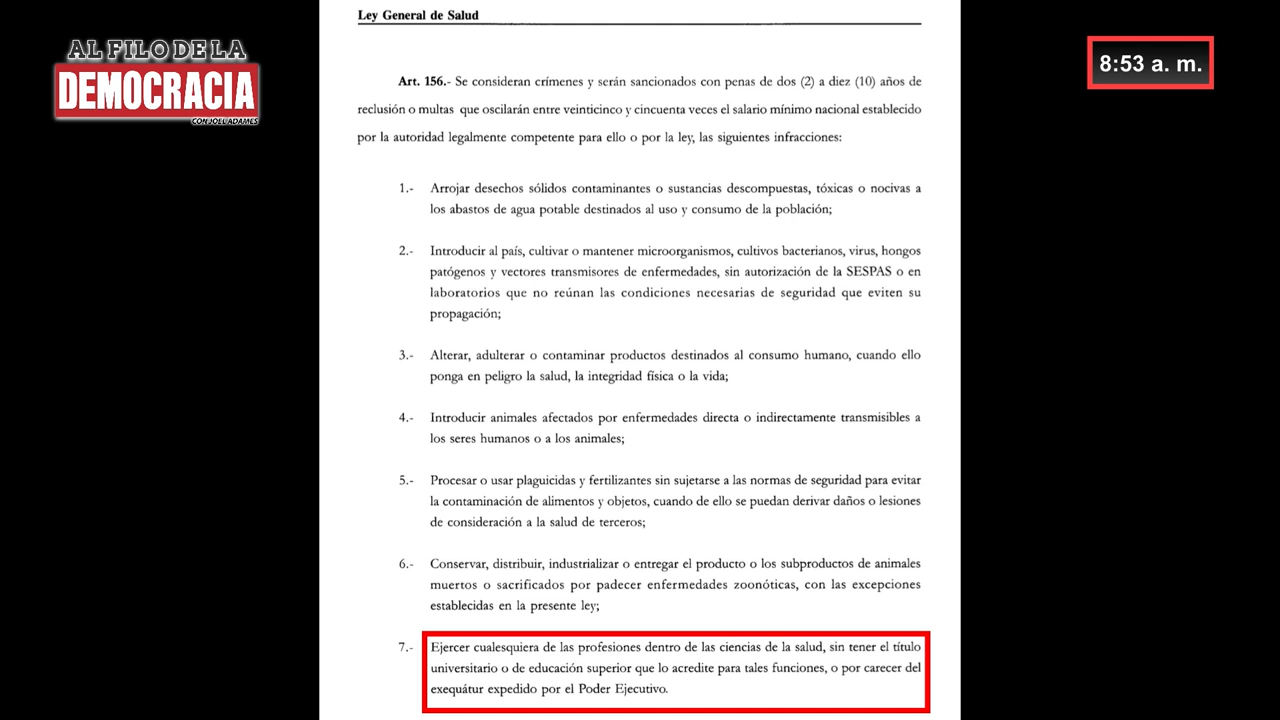 Ley General de Salud
AL FILO DE LA
DEMOCRACIA
CON JOEL ADAMES
8:53 a. m.
Art. 156.- Se consideran crímenes y serán sancionados con penas de dos (2) a diez (10) años de
reclusión o multas que oscilarán entre veinticinco y cincuenta veces el salario mínimo nacional establecido
por la autoridad legalmente competente para ello o por la ley, las siguientes infracciones:
1.- Arrojar desechos sólidos contaminantes o sustancias descompuestas, tóxicas o nocivas a
los abastos de agua potable destinados al uso y consumo de la población;
2.- Introducir al país, cultivar o mantener microorganismos, cultivos bacterianos, virus, hongos
patógenos y vectores transmisores de enfermedades, sin autorización de la SESPAS o en
laboratorios que no reúnan las condiciones necesarias de seguridad que eviten su
propagación;
3.- Alterar, adulterar o contaminar productos destinados al consumo humano, cuando ello
ponga en peligro la salud, la integridad física o la vida;
4.- Introducir animales afectados por enfermedades directa o indirectamente transmisibles a
los seres humanos o a los animales;
5.- Procesar o usar plaguicidas y fertilizantes sin sujetarse a las normas de seguridad para evitar
la contaminación de alimentos y objetos, cuando de ello se puedan derivar daños o lesiones
de consideración a la salud de terceros;
6.- Conservar, distribuir, industrializar o entregar el producto o los subproductos de animales
muertos o sacrificados por padecer enfermedades zoonóticas, con las excepciones
establecidas en la presente ley;
7.- Ejercer cualesquiera de las profesiones dentro de las ciencias de la salud, sin tener el título
universitario o de educación superior que lo acredite para tales funciones, o por carecer del
exequátur expedido por el Poder Ejecutivo.